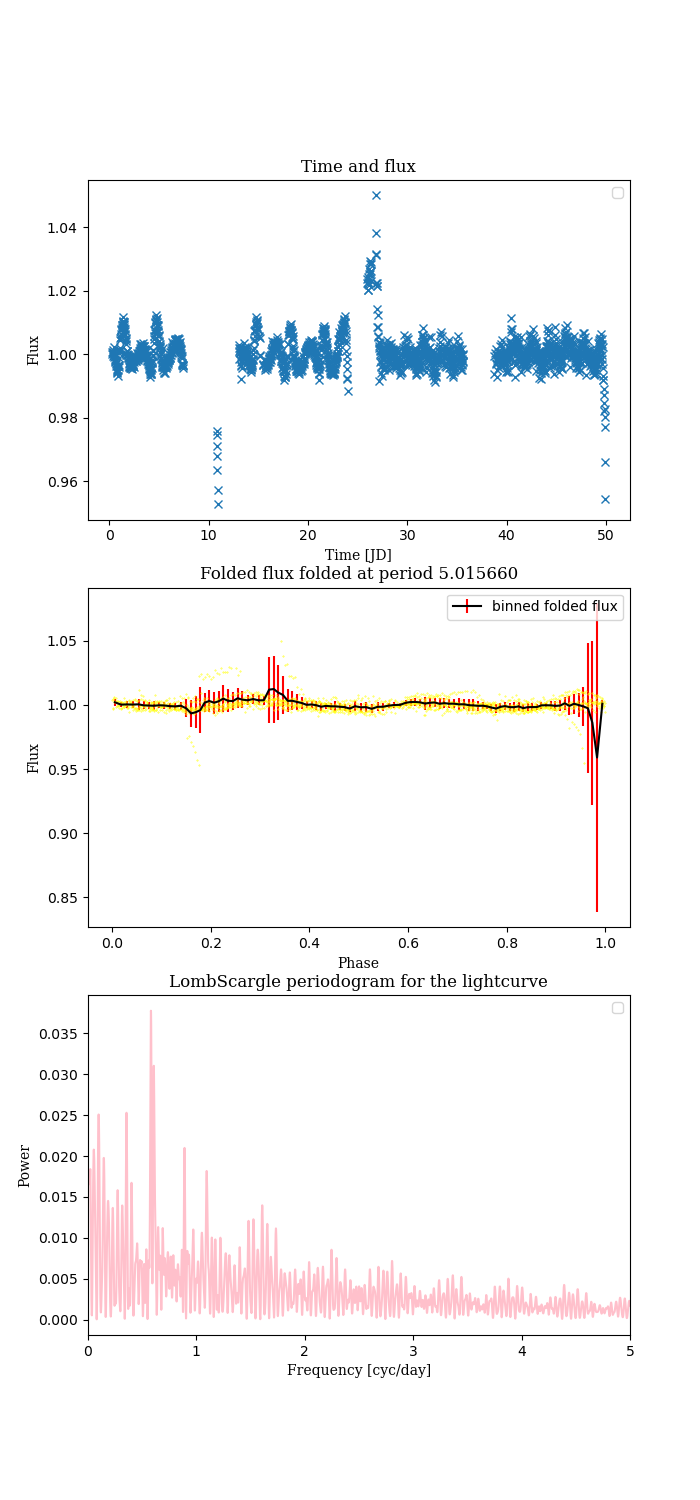 Time and flux
1.04
1.02
1.00
0.98
0.96
Flux
0 10 20 30 40 50
Time [JD]
Folded flux folded at period 5.015660
binned folded flux
1.05
1.00
0.95
0.90
0.85
Flux
0.0 0.2 0.4 0.6 0.8 1.0
Phase
LombScargle periodogram for the lightcurve
0.035
0.030
0.025
0.020
0.015
0.010
0.005
0.000
Power
0 1 2 3 4 5
Frequency [cyc/day]